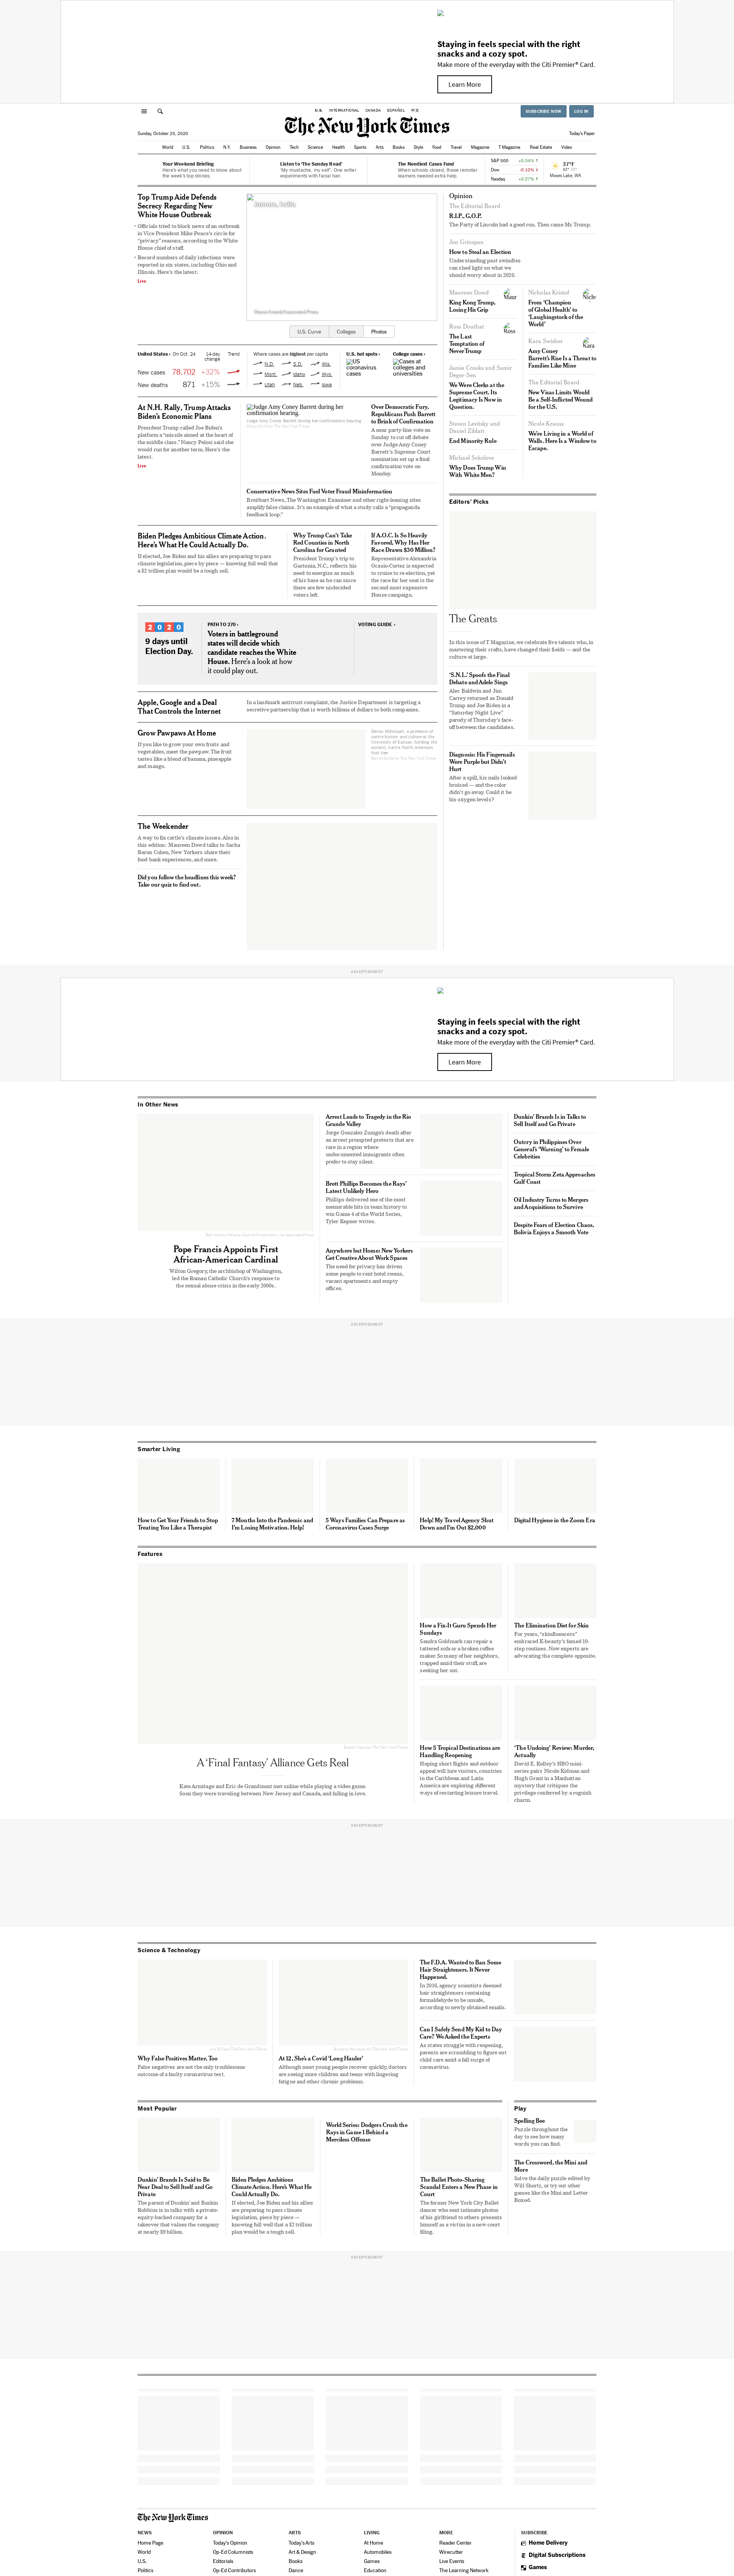 Staying in feels special with the right
snacks and a cozy spot.
Make more of the everyday with the Citi Premier® Card.
Learn More
U.S. INTERNATIONAL CANADA ESPAÑOL 中文
SUBSCRIBE NOW LOG IN
The New York Times
Sunday, October 25, 2020
Today's Paper
World U.S. Politics N.Y. Business Opinion Tech Science Health Sports Arts Books Style Food Travel Magazine T Magazine Real Estate Video
Your Weekend Briefing
Here's what you need to know about
the week's top stories.
Listen to 'The Sunday Read'
'My mustache, my self': One writer
experiments with facial hair.
The Neediest Cases Fund
When schools closed, these remoter
learners needed extra help.
S&P 500 +0.34% ↑
Dow -0.10% ↓
Nasdaq +0.37% ↑
37°F
Moses Lake, WA
Top Trump Aide Defends
Secrecy Regarding New
White House Outbreak
• Officials tried to block news of an outbreak
in Vice President Mike Pence's circle for
"privacy" reasons, according to the White
House chief of staff.
• Record numbers of daily infections were
reported in six states, including Ohio and
Illinois. Here's the latest.
Live
Jammu, India
U.S. Curve Colleges Photos
United States › On Oct. 24 14-day
change Trend
New cases 78,702 +32%
New deaths 871 +15%
Where cases are highest per capita
N.D. S.D. Wis.
Mont. Idaho Wyo.
Utah Neb. Iowa
U.S. hot spots ›
US
coronavirus
cases
College cases ›
Cases at
colleges and
universities
At N.H. Rally, Trump Attacks
Biden's Economic Plans
President Trump called Joe Biden's
platform a "missile aimed at the heart of
the middle class." Nancy Pelosi said she
would run for another term. Here's the
latest.
Live
Judge Amy Coney Barrett during her
confirmation hearing.
Judge Amy Coney Barrett during her confirmation hearing.
Over Democratic Fury,
Republicans Push Barrett
to Brink of Confirmation
A near party-line vote on
Sunday to cut off debate
over Judge Amy Coney
Barrett's Supreme Court
nomination set up a final
confirmation vote on
Monday.
Conservative News Sites Fuel Voter Fraud Misinformation
Breitbart News, The Washington Examiner and other right-leaning sites
amplify false claims. It's an example of what a study calls a "propaganda
feedback loop."
Biden Pledges Ambitious Climate Action.
Here's What He Could Actually Do.
If elected, Joe Biden and his allies are preparing to pass
climate legislation, piece by piece — knowing full well that
a $2 trillion plan would be a tough sell.
Why Trump Can't Take
Red Counties in North
Carolina for Granted
President Trump's trip to
Gastonia, N.C., reflects his
need to energize as much
of his base as he can since
there are few undecided
voters left.
If A.O.C. Is So Heavily
Favored, Why Has Her
Race Drawn $30 Million?
Representative Alexandria
Ocasio-Cortez is expected
to cruise to re-election, yet
the race for her seat is the
second most expensive
House campaign.
2020
9 days until
Election Day.
PATH TO 270 ›
Voters in battleground
states will decide which
candidate reaches the White
House. Here's a look at how
it could play out.
VOTING GUIDE ›
Apple, Google and a Deal
That Controls the Internet
In a landmark antitrust complaint, the Justice Department is targeting a
secretive partnership that is worth billions of dollars to both companies.
Grow Pawpaws At Home
If you like to grow your own fruits and
vegetables, meet the pawpaw. The fruit
tastes like a blend of banana, pineapple
and mango.
Devon Mihesuah, a professor of
native history and culture at the
University of Kansas, holding the
ancient, native North American
fruit tree.
The Weekender
A way to fix cattle's climate issues. Also in
this edition: Maureen Dowd talks to Sacha
Baron Cohen, New Yorkers share their
food bank experiences, and more.
Did you follow the headlines this week?
Take our quiz to find out.
Opinion
The Editorial Board
R.I.P., G.O.P.
The Party of Lincoln had a good run. Then came Mr. Trump.
Jon Grinspan
How to Steal an Election
Understanding past swindles
can shed light on what we
should worry about in 2020.
Maureen Dowd
King Kong Trump,
Losing His Grip
Ross Douthat
The Last
Temptation of
Never Trump
Jamie Crooks and Samir
Deger-Sen
We Were Clerks at the
Supreme Court. Its
Legitimacy Is Now in
Question.
Steven Levitsky and
Daniel Ziblatt
End Minority Rule
Michael Sokolove
Why Does Trump Win
With White Men?
Nicholas Kristof
From 'Champion
of Global Health' to
'Laughingstock of the
World'
Kara Swisher
Amy Coney
Barrett's Rise Is a Threat to
Families Like Mine
The Editorial Board
New Visas Limits Would
Be a Self-Inflicted Wound
for the U.S.
Nicole Krauss
We're Living in a World of
Walls. Here Is a Window to
Escape.
Editors' Picks
The Greats
In this issue of T Magazine, we celebrate five talents who, in
mastering their crafts, have changed their fields — and the
culture at large.
'S.N.L.' Spoofs the Final
Debate and Adele Sings
Alec Baldwin and Jim
Carrey returned as Donald
Trump and Joe Biden in a
"Saturday Night Live"
parody of Thursday's face-
off between the candidates.
Diagnosis: His Fingernails
Were Purple but Didn't
Hurt
After a spill, his nails looked
bruised — and the color
didn't go away. Could it be
his oxygen levels?
ADVERTISEMENT
Staying in feels special with the right
snacks and a cozy spot.
Make more of the everyday with the Citi Premier® Card.
Learn More
In Other News
Pope Francis Appoints First
African-American Cardinal
Wilton Gregory, the archbishop of Washington,
led the Roman Catholic Church's response to
the sexual abuse crisis in the early 2000s.
Arrest Leads to Tragedy in the Rio
Grande Valley
Jorge Gonzalez Zuniga's death after
an arrest prompted protests that are
rare in a region where
undocumented immigrants often
prefer to stay silent.
Brett Phillips Becomes the Rays'
Latest Unlikely Hero
Phillips delivered one of the most
memorable hits in team history to
win Game 4 of the World Series,
Tyler Kepner writes.
Anywhere but Home: New Yorkers
Get Creative About Work Spaces
The need for privacy has driven
some people to rent hotel rooms,
vacant apartments and empty
offices.
Dunkin' Brands Is in Talks to
Sell Itself and Go Private
Outcry in Philippines Over
General's 'Warning' to Female
Celebrities
Tropical Storm Zeta Approaches
Gulf Coast
Oil Industry Turns to Mergers
and Acquisitions to Survive
Despite Fears of Election Chaos,
Bolivia Enjoys a Smooth Vote
ADVERTISEMENT
Smarter Living
How to Get Your Friends to Stop
Treating You Like a Therapist
7 Months Into the Pandemic and
I'm Losing Motivation. Help!
5 Ways Families Can Prepare as
Coronavirus Cases Surge
Help! My Travel Agency Shut
Down and I'm Out $2,000
Digital Hygiene in the Zoom Era
Features
A 'Final Fantasy' Alliance Gets Real
Kate Armitage and Eric de Grandmont met online while playing a video game.
Soon they were traveling between New Jersey and Canada, and falling in love.
How a Fix-It Guru Spends Her
Sundays
Sandra Goldmark can repair a
tattered sofa or a broken coffee
maker. So many of her neighbors,
trapped amid their stuff, are
seeking her out.
The Elimination Diet for Skin
For years, "skinfluencers"
embraced K-beauty's famed 10-
step routines. Now experts are
advocating the complete opposite.
How 5 Tropical Destinations are
Handling Reopening
Hoping short flights and outdoor
appeal will lure visitors, countries
in the Caribbean and Latin
America are exploring different
ways of restarting leisure travel.
'The Undoing' Review: Murder,
Actually
David E. Kelley's HBO mini-
series pairs Nicole Kidman and
Hugh Grant in a Manhattan
mystery that critiques the
privilege conferred by a roguish
charm.
ADVERTISEMENT
Science & Technology
Why False Positives Matter, Too
False negatives are not the only troublesome
outcome of a faulty coronavirus test.
At 12, She's a Covid 'Long Hauler'
Although most young people recover quickly, doctors
are seeing more children and teens with lingering
fatigue and other chronic problems.
The F.D.A. Wanted to Ban Some
Hair Straighteners. It Never
Happened.
In 2016, agency scientists deemed
hair straighteners containing
formaldehyde to be unsafe,
according to newly obtained emails.
Can I Safely Send My Kid to Day
Care? We Asked the Experts
As states struggle with reopening,
parents are scrambling to figure out
child care amid a fall surge of
coronavirus.
Most Popular
Dunkin' Brands Is Said to Be
Near Deal to Sell Itself and Go
Private
The parent of Dunkin' and Baskin
Robbins is in talks with a private-
equity-backed company for a
takeover that values the company
at nearly $9 billion.
Biden Pledges Ambitious
Climate Action. Here's What He
Could Actually Do.
If elected, Joe Biden and his allies
are preparing to pass climate
legislation, piece by piece —
knowing full well that a $2 trillion
plan would be a tough sell.
World Series: Dodgers Crush the
Rays in Game 1 Behind a
Merciless Offense
The Ballet Photo-Sharing
Scandal Enters a New Phase in
Court
The former New York City Ballet
dancer who sent intimate photos
of his girlfriend to others presents
himself as a victim in a new court
filing.
Play
Spelling Bee
Puzzle throughout the
day to see how many
words you can find.
The Crossword, the Mini and
More
Solve the daily puzzle edited by
Will Shortz, or try out other
games like the Mini and Letter
Boxed.
ADVERTISEMENT
The New York Times
NEWS
Home Page
World
U.S.
Politics
OPINION
Today's Opinion
Op-Ed Columnists
Editorials
Op-Ed Contributors
ARTS
Today's Arts
Art & Design
Books
Dance
LIVING
At Home
Automobiles
Games
Education
MORE
Reader Center
Wirecutter
Live Events
The Learning Network
SUBSCRIBE
Home Delivery
Digital Subscriptions
Games